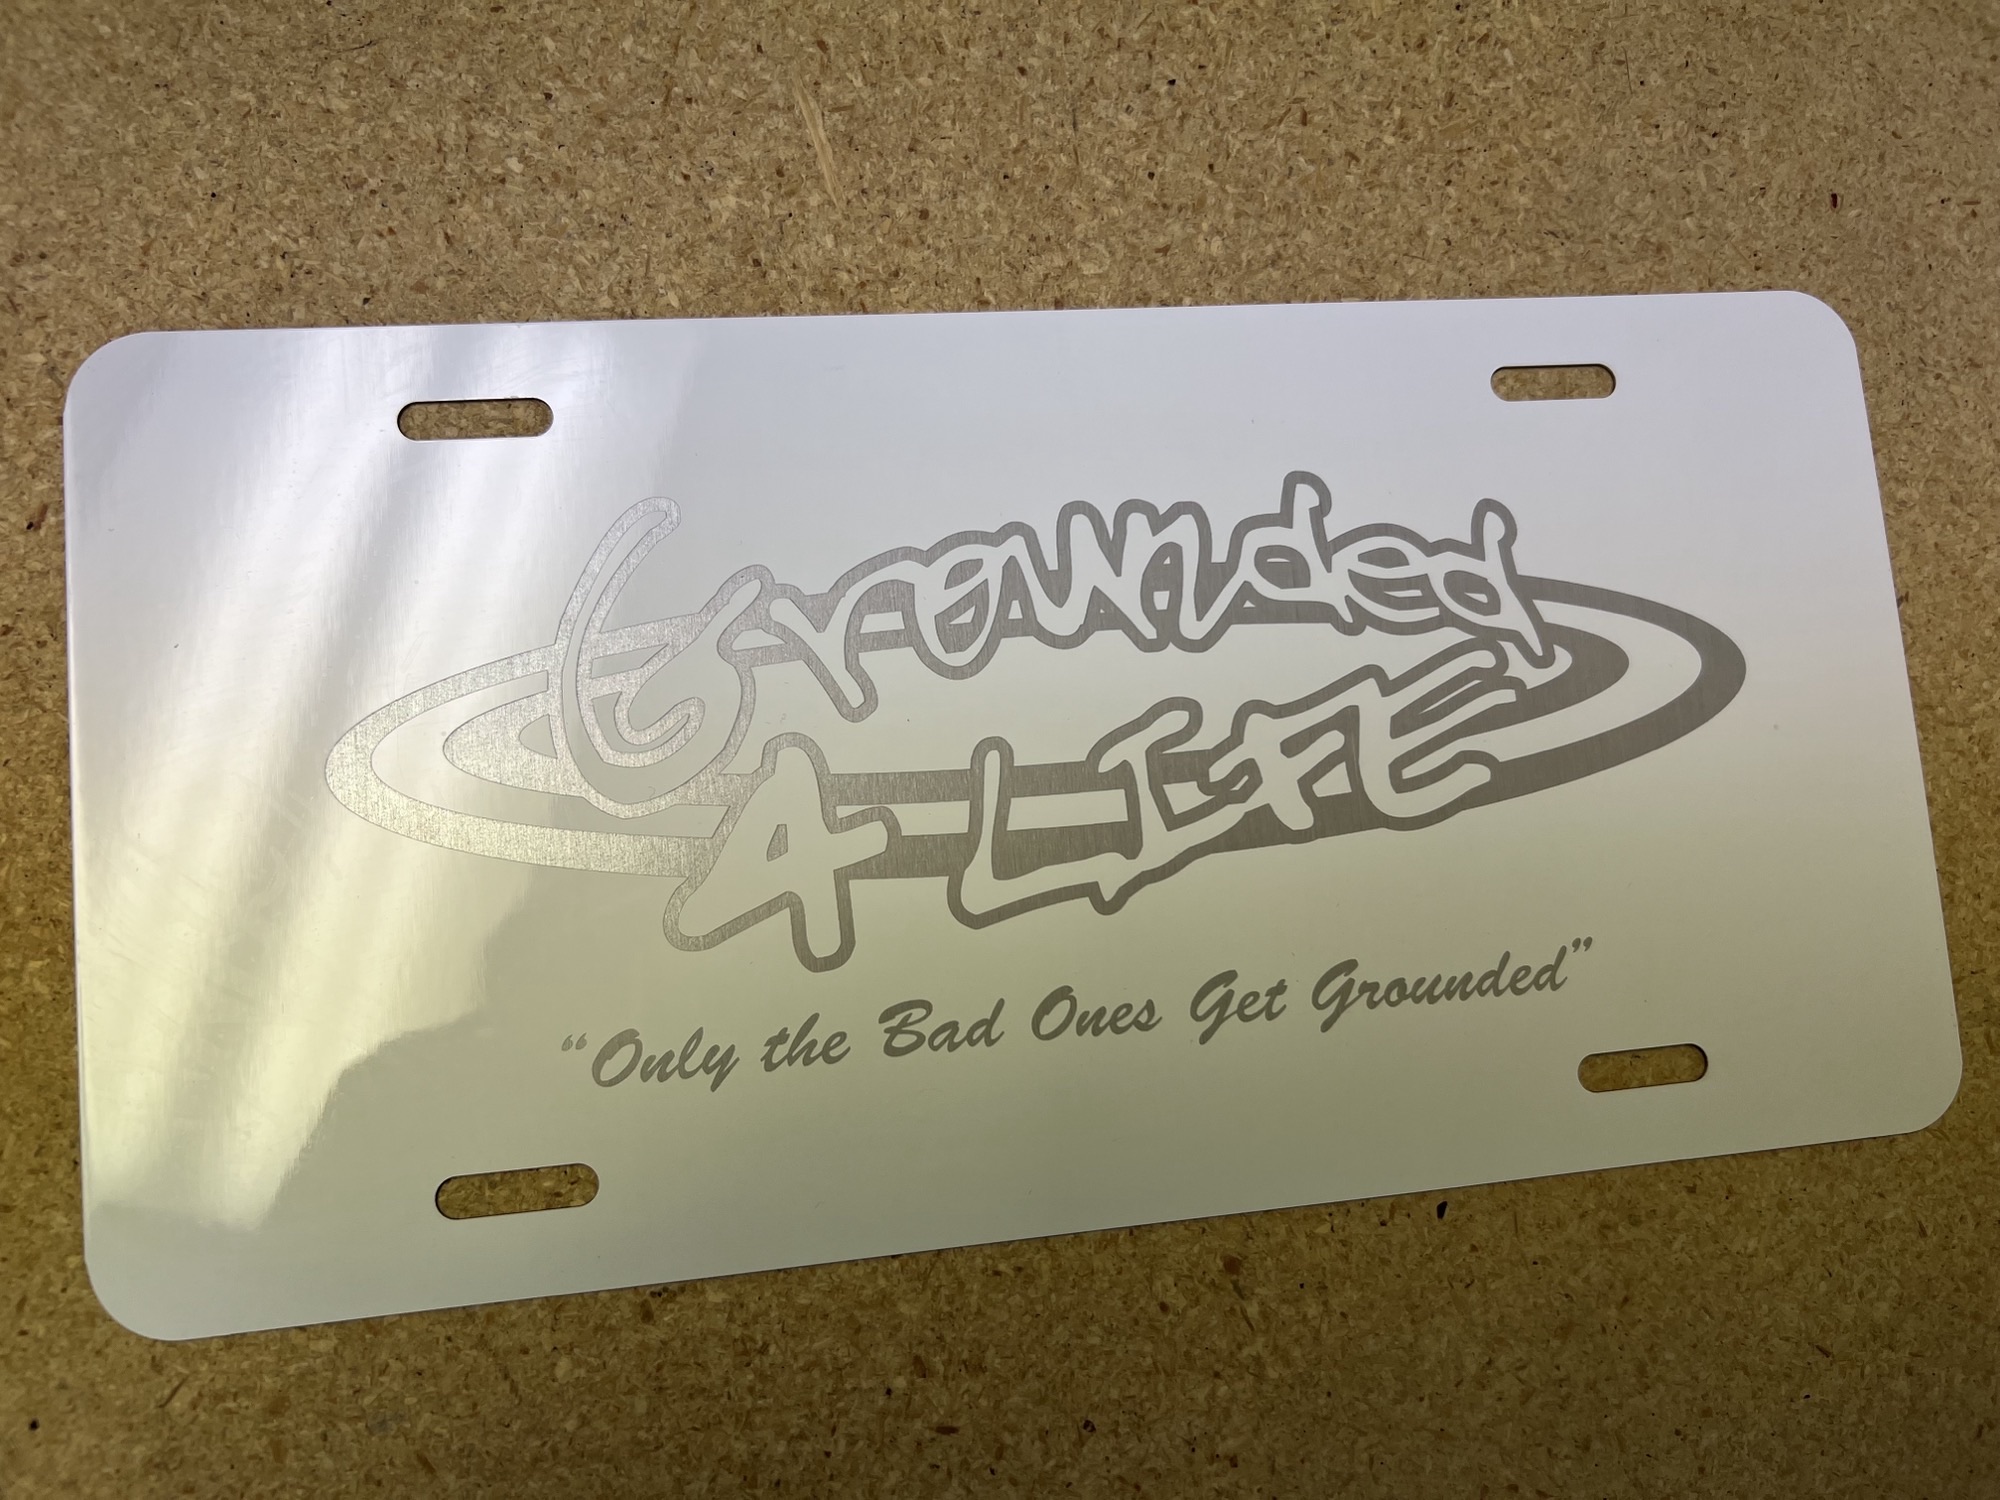 Grounded
4 LIFE
“Only the Bad Ones Get Grounded”